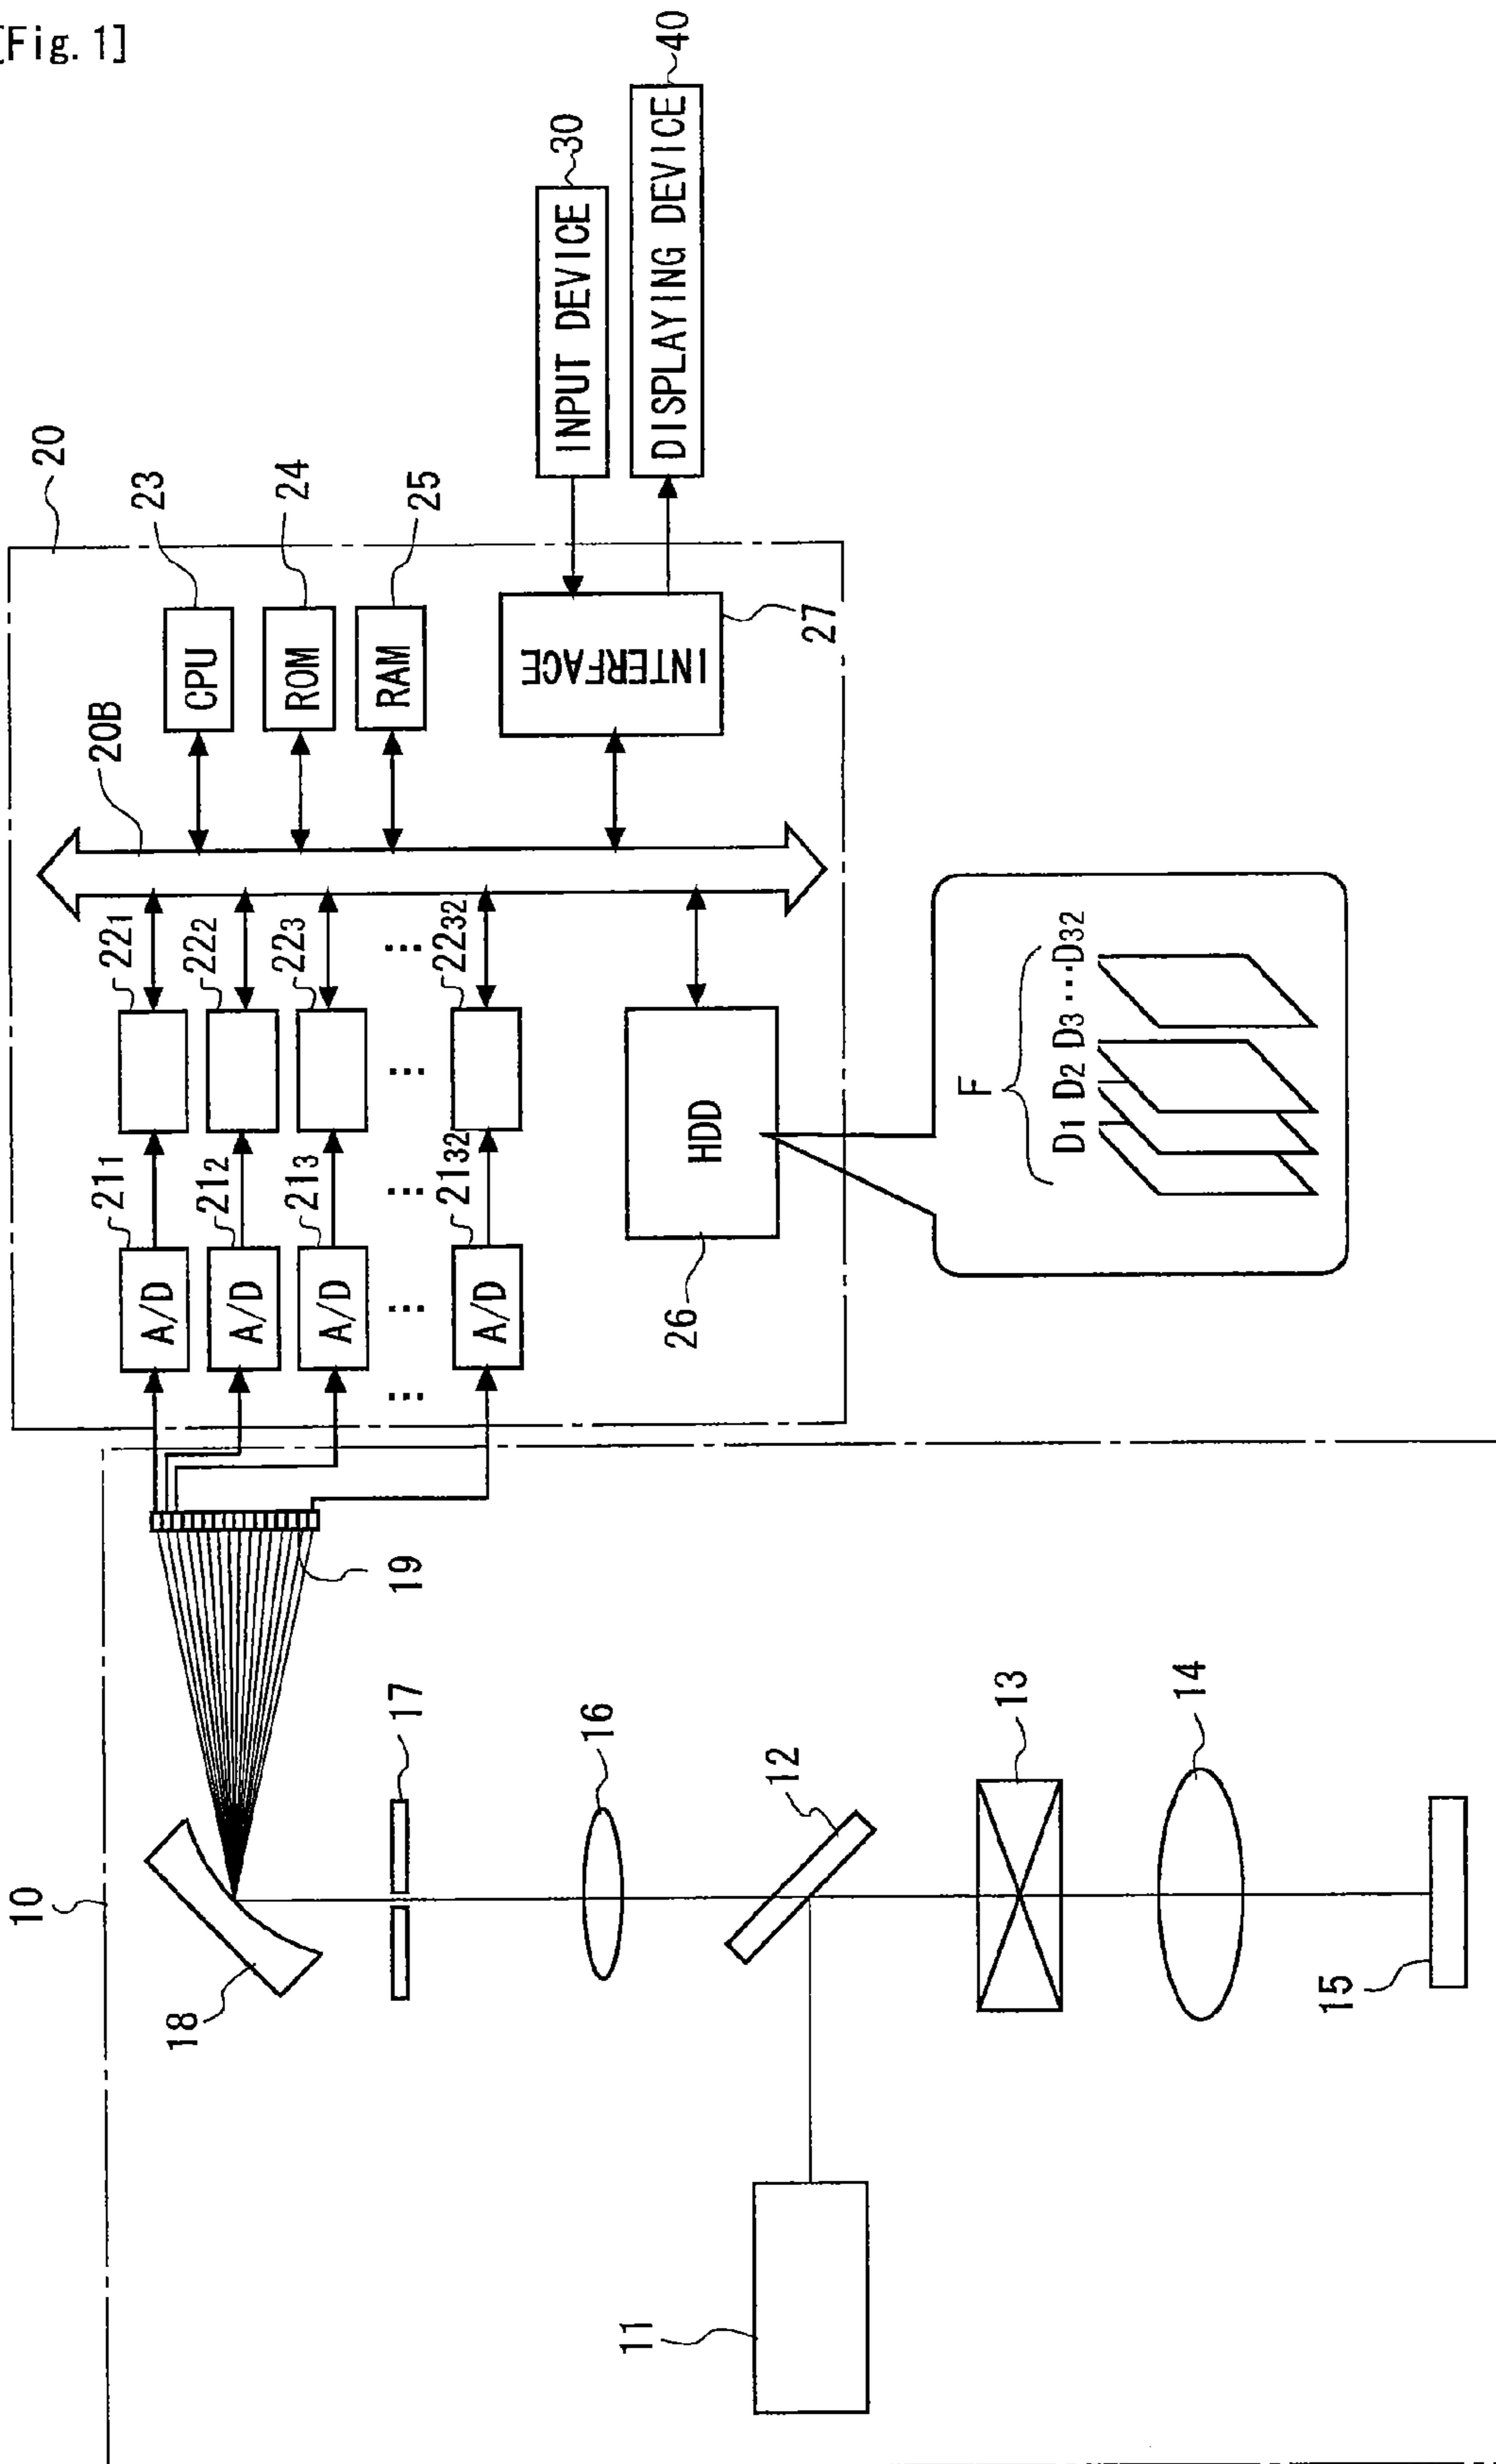 [Fig. 1]
10
18
17
16
12
13
14
15
11
19
20
20B
A/D
A/D
A/D
A/D
211
212
213
2132
221
222
223
2232
...
...
...
...
...
CPU
23
ROM
24
RAM
25
INTERFACE
27
HDD
26
INPUT DEVICE
30
DISPLAYING DEVICE
40
F
D1 D2 D3 ...D32